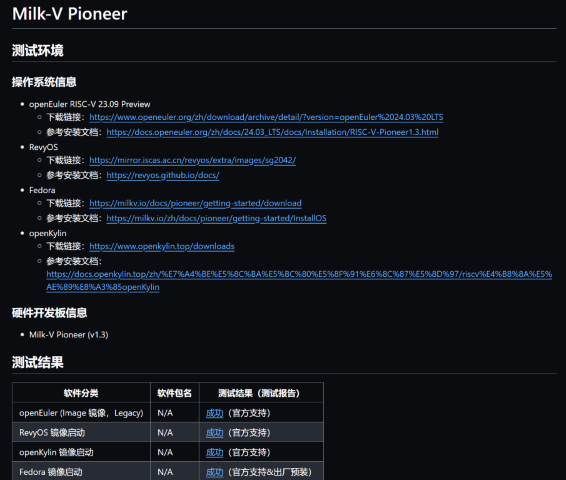 Milk-V Pioneer
测试环境
操作系统信息
openEuler RISC-V 23.09 Preview
下载链接：https://www.openeuler.org/zh/download/archive/detail/?version=openEuler%2024.03%20LTS
参考安装文档：https://docs.openeuler.org/zh/docs/24.03_LTS/docs/Installation/RISC-V-Pioneer1.3.html
RevyOS
下载链接：https://mirror.iscas.ac.cn/revyos/extra/images/sg2042/
参考安装文档：https://revyos.github.io/docs/
Fedora
下载链接：https://milkv.io/docs/pioneer/getting-started/download
参考安装文档：https://milkv.io/zh/docs/pioneer/getting-started/InstallOS
openKylin
下载链接：https://www.openkylin.top/downloads
参考安装文档：
https://docs.openkylin.top/zh/%E7%A4%BE%E5%8C%BA%E5%BC%80%E5%8F%91%E6%8C%87%E5%8D%97/riscv%E4%B8%8A%E5%
AE%89%E8%A3%85openKylin
硬件开发板信息
Milk-V Pioneer (v1.3)
测试结果
软件分类 软件包名 测试结果（测试报告）
openEuler (Image 镜像，Legacy) N/A 成功（官方支持）
RevyOS 镜像启动 N/A 成功（官方支持）
openKylin 镜像启动 N/A 成功（官方支持）
Fedora 镜像启动 N/A 成功（官方支持&出厂预装）